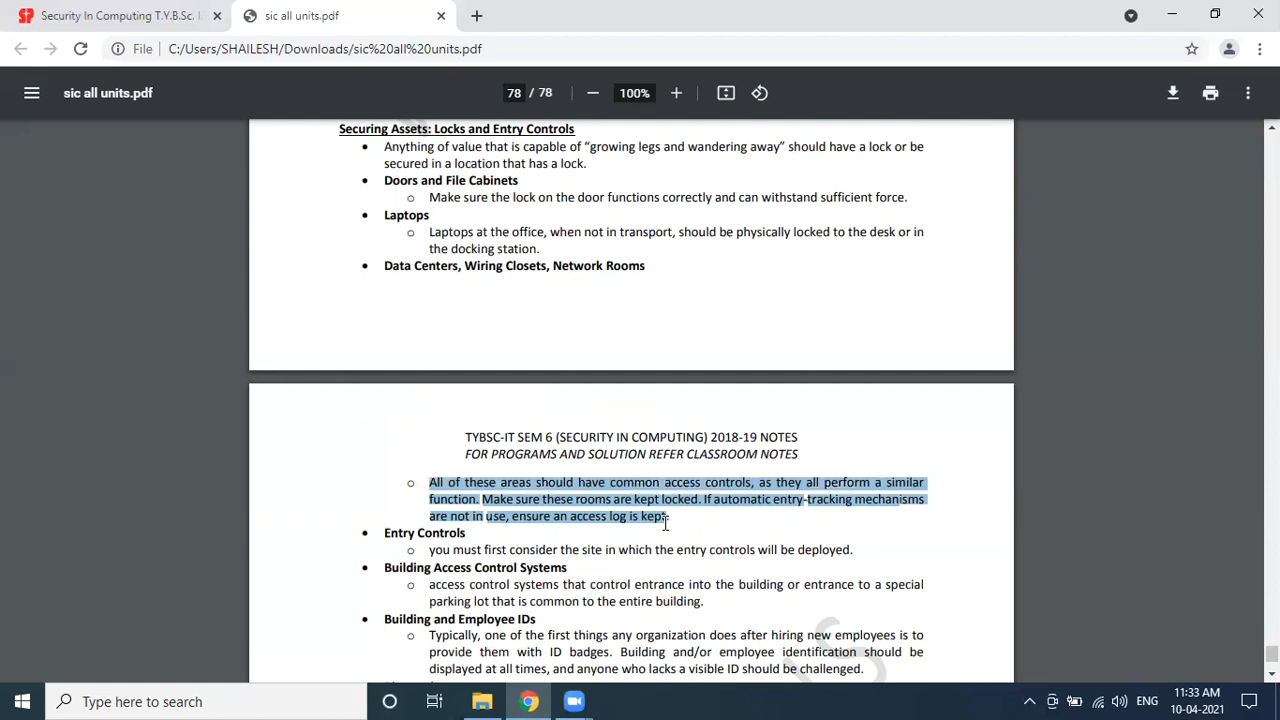 Security In Computing T.Y.B.Sc. I
sic all units.pdf
File
C:/Users/SHAILESH/Downloads/sic%20all%20units.pdf
sic all units.pdf
78 / 78
100%
Securing Assets: Locks and Entry Controls
• Anything of value that is capable of “growing legs and wandering away” should have a lock or be
secured in a location that has a lock.
• Doors and File Cabinets
o Make sure the lock on the door functions correctly and can withstand sufficient force.
• Laptops
o Laptops at the office, when not in transport, should be physically locked to the desk or in
the docking station.
• Data Centers, Wiring Closets, Network Rooms
TYBSC-IT SEM 6 (SECURITY IN COMPUTING) 2018-19 NOTES
FOR PROGRAMS AND SOLUTION REFER CLASSROOM NOTES
o All of these areas should have common access controls, as they all perform a similar
function. Make sure these rooms are kept locked. If automatic entry-tracking mechanisms
are not in use, ensure an access log is kept.
• Entry Controls
o you must first consider the site in which the entry controls will be deployed.
• Building Access Control Systems
o access control systems that control entrance into the building or entrance to a special
parking lot that is common to the entire building.
• Building and Employee IDs
o Typically, one of the first things any organization does after hiring new employees is to
provide them with ID badges. Building and/or employee identification should be
displayed at all times, and anyone who lacks a visible ID should be challenged.
Type here to search
ENG
11:33 AM
10-04-2021